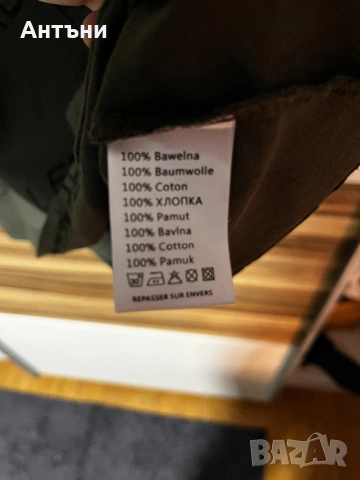 Антъни
100% Bawełna
100% Baumwolle
100% Coton
100% ХЛОПКА
100% Pamut
100% Bavlna
100% Cotton
100% Pamuk
30
REPASSER SUR ENVERS
BAZAR